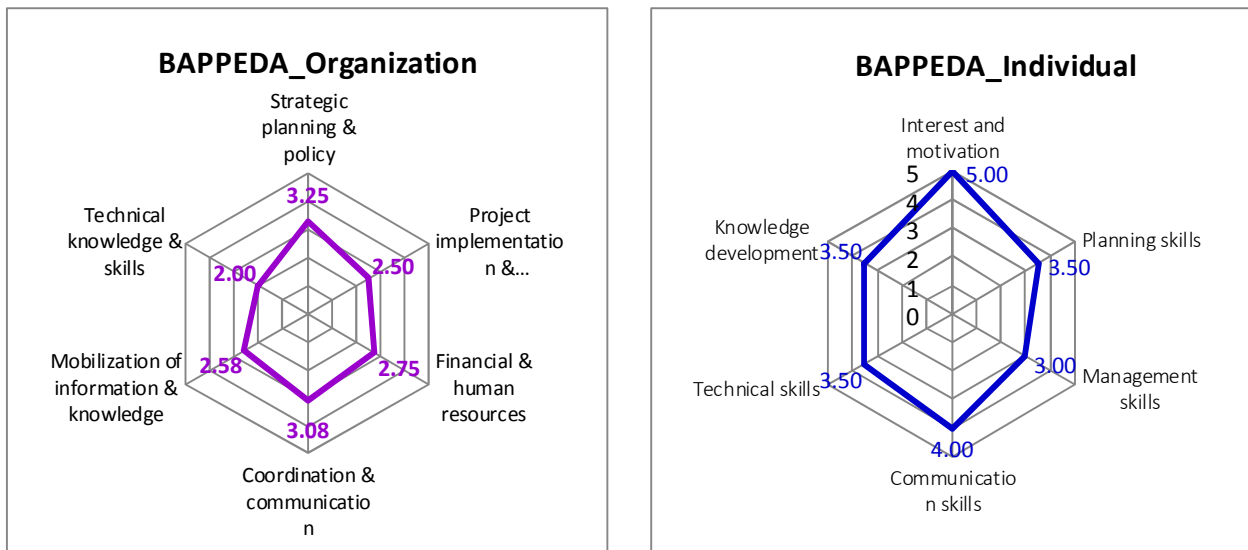 BAPPEDA_Organization
Strategic
planning &
policy
3.25
Project
implementatio
n &...
2.50
Financial &
human
resources
2.75
Coordination &
communicatio
n
3.08
Mobilization of
information &
knowledge
2.58
Technical
knowledge &
skills
2.00
BAPPEDA_Individual
Interest and
motivation
5.00
Planning skills
3.50
Management
skills
3.00
Communicatio
n skills
4.00
Technical skills
3.50
Knowledge
development
3.50
5
4
3
2
1
0